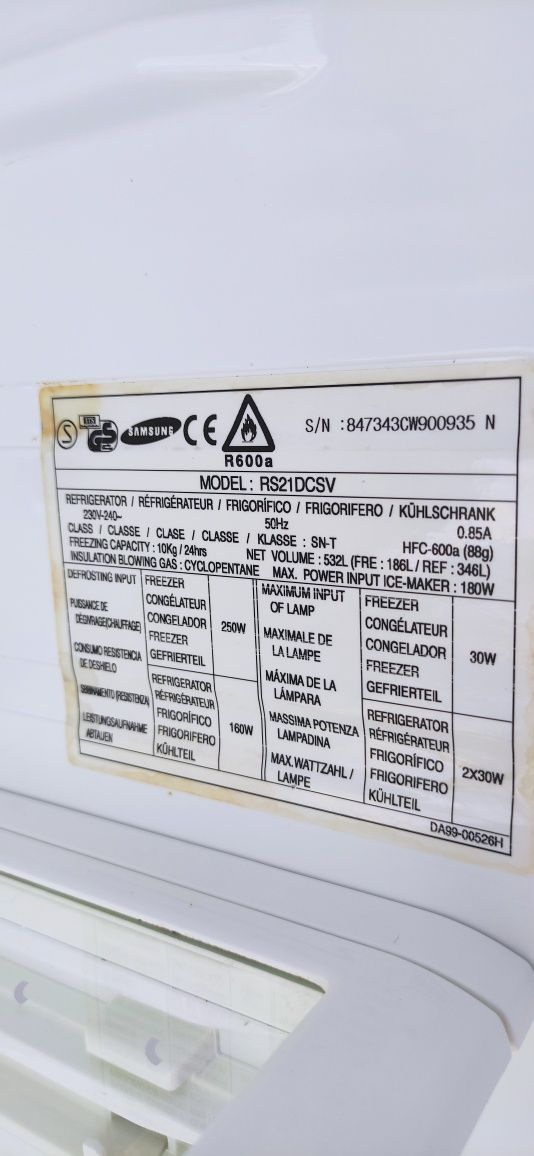 SAMSUNG
CE
R600a
S/N :847343CW900935 N
MODEL : RS21DCSV
REFRIGERATOR / RÉFRIGÉRATEUR / FRIGORÍFICO / FRIGORIFERO / KÜHLSCHRANK
230V-240~ 50Hz 0.85A
CLASS / CLASSE / CLASE / CLASSE / KLASSE : SN-T HFC-600a (88g)
FREEZING CAPACITY : 10Kg / 24hrs NET VOLUME : 532L (FRE : 186L / REF : 346L)
INSULATION BLOWING GAS : CYCLOPENTANE MAX. POWER INPUT ICE-MAKER : 180W
DEFROSTING INPUT
PUISSANCE DE
DÉGIVRAGE(CHAUFFAGE)
CONSUMO RESISTENCIA
DE DESHIELO
SBRINAMENTO (RESISTENZA)
LEISTUNGSAUFNAHME
ABTAUEN
FREEZER
CONGÉLATEUR
CONGELADOR
FREEZER
GEFRIERTEIL
250W
REFRIGERATOR
RÉFRIGÉRATEUR
FRIGORÍFICO
FRIGORIFERO
KÜHLTEIL
160W
MAXIMUM INPUT
OF LAMP
MAXIMALE DE
LA LAMPE
MÁXIMA DE LA
LÁMPARA
MASSIMA POTENZA
LAMPADINA
MAX. WATTZAHL /
LAMPE
FREEZER
CONGÉLATEUR
CONGELADOR
FREEZER
GEFRIERTEIL
30W
REFRIGERATOR
RÉFRIGÉRATEUR
FRIGORÍFICO
FRIGORIFERO
KÜHLTEIL
2X30W
DA99-00526H